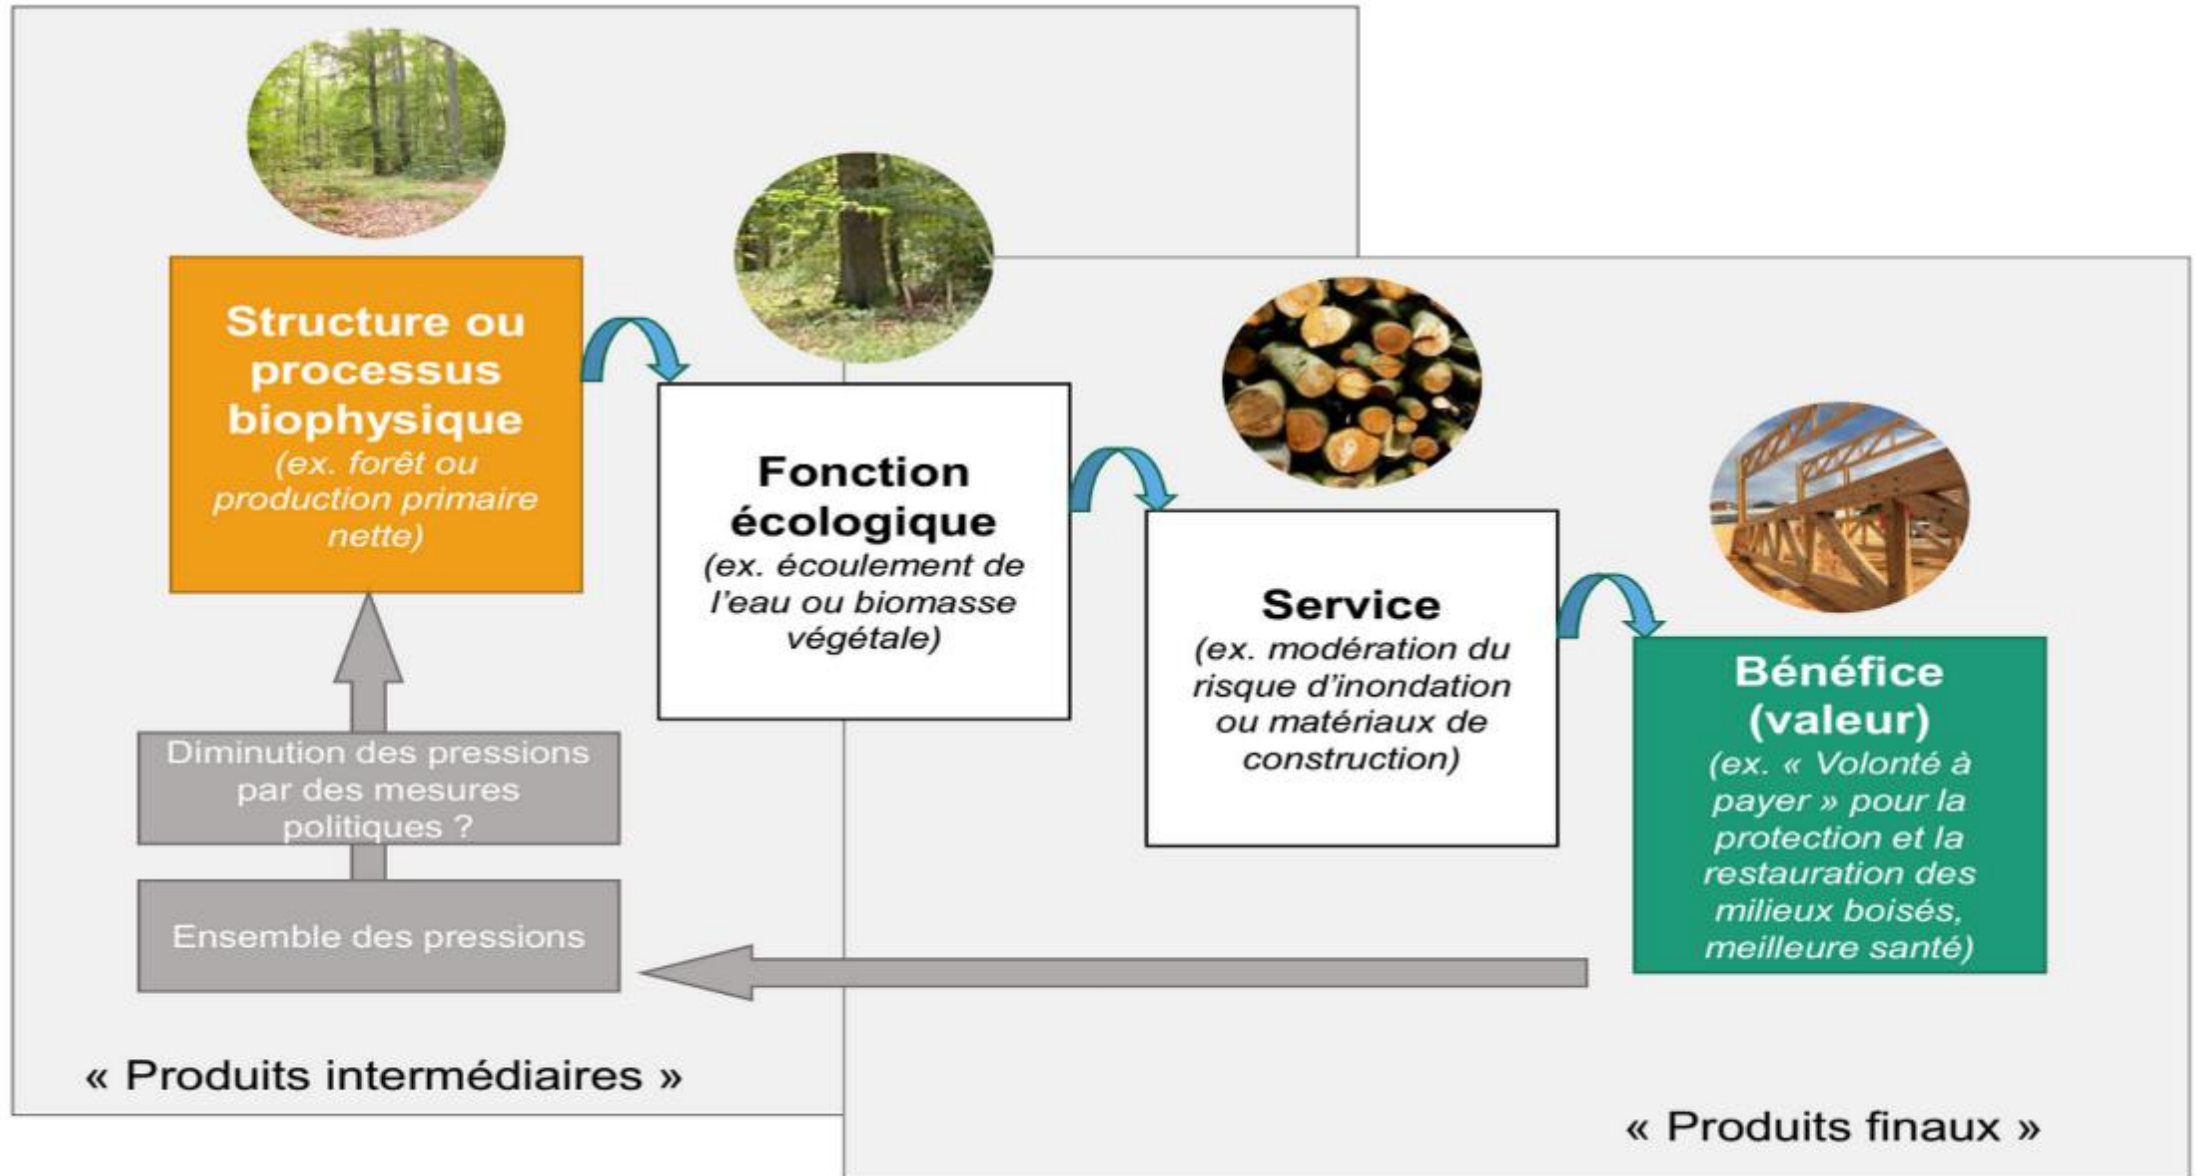 Structure ou
processus
biophysique
(ex. forêt ou
production primaire
nette)
Fonction
écologique
(ex. écoulement de
l'eau ou biomasse
végétale)
Service
(ex. modération du
risque d'inondation
ou matériaux de
construction)
Bénéfice
(valeur)
(ex. « Volonté à
payer » pour la
protection et la
restauration des
milieux boisés,
meilleure santé)
Diminution des pressions
par des mesures
politiques ?
Ensemble des pressions
« Produits intermédiaires »
« Produits finaux »